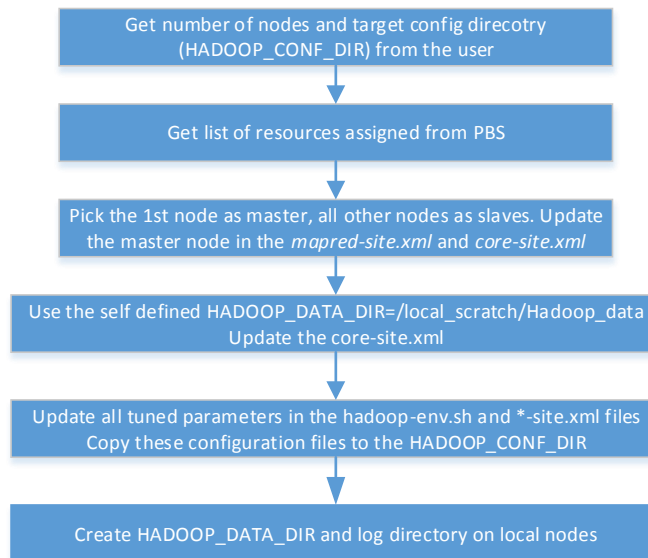 Get number of nodes and target config direcotry
(HADOOP_CONF_DIR) from the user
Get list of resources assigned from PBS
Pick the 1st node as master, all other nodes as slaves. Update
the master node in the mapred-site.xml and core-site.xml
Use the self defined HADOOP_DATA_DIR=/local_scratch/Hadoop_data
Update the core-site.xml
Update all tuned parameters in the hadoop-env.sh and *-site.xml files
Copy these configuration files to the HADOOP_CONF_DIR
Create HADOOP_DATA_DIR and log directory on local nodes